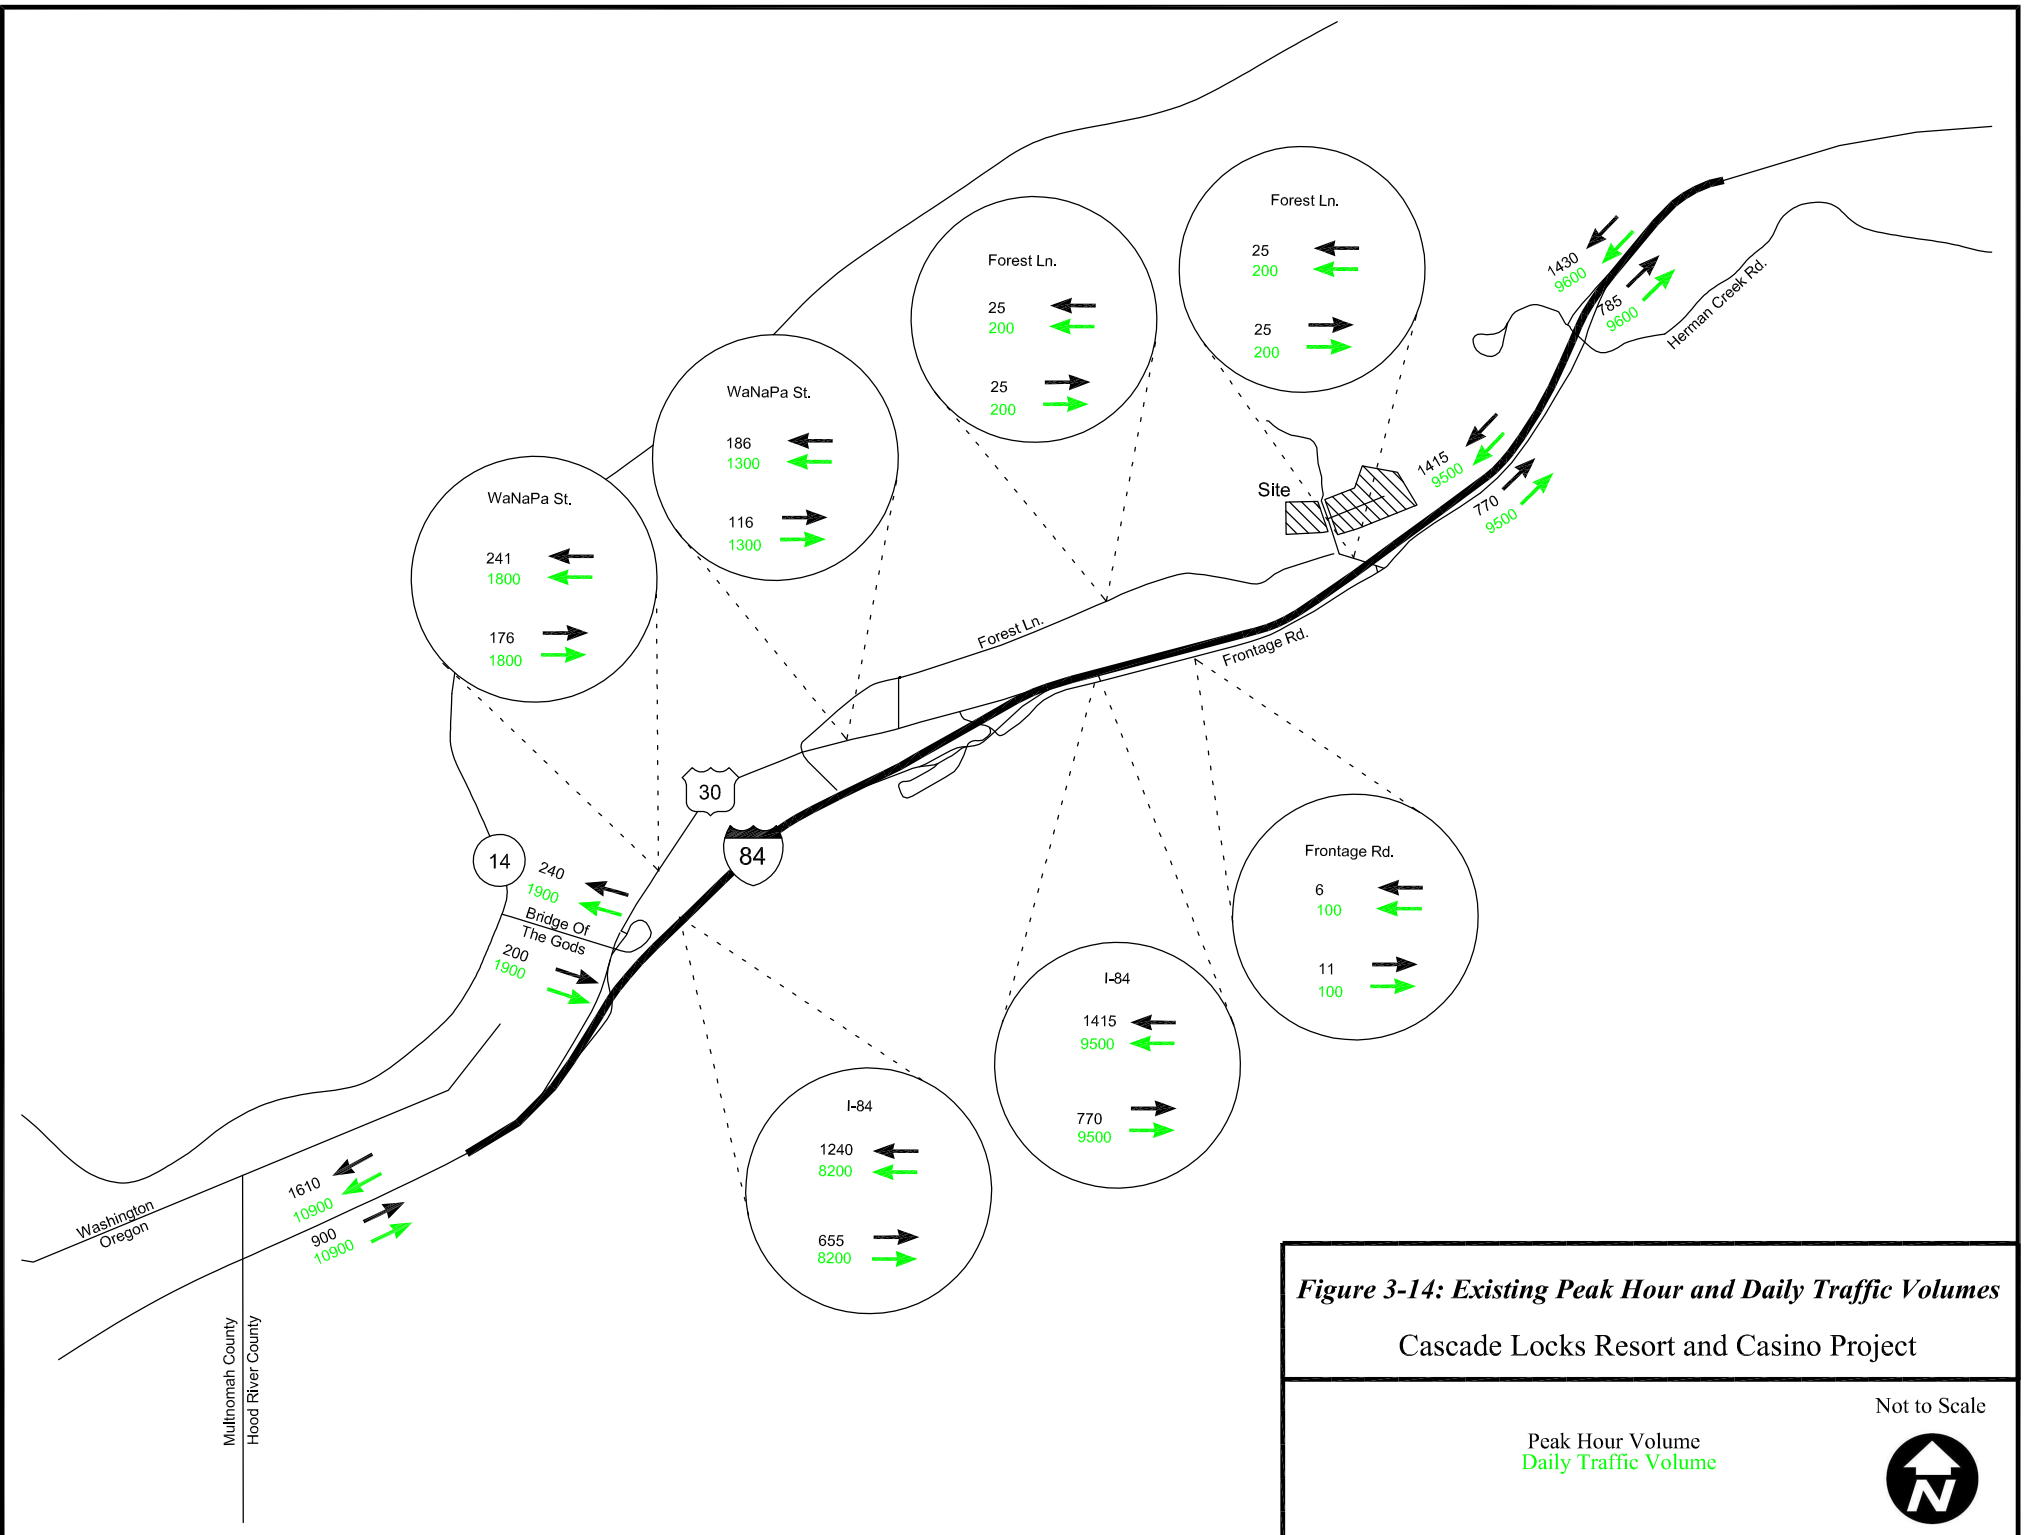 Forest Ln.
25
200
25
200
Forest Ln.
25
200
25
200
1430
9600
785
9600
Herman Creek Rd.
WaNaPa St.
186
1300
116
1300
WaNaPa St.
241
1800
176
1800
1415
9500
770
9500
Site
Forest Ln.
Frontage Rd.
30
84
14
240
1900
Bridge Of
The Gods
200
1900
Frontage Rd.
6
100
11
100
I-84
1415
9500
770
9500
I-84
1240
8200
655
8200
1610
10900
900
10900
Washington
Oregon
Multnomah County
Hood River County
Figure 3-14: Existing Peak Hour and Daily Traffic Volumes
Cascade Locks Resort and Casino Project
Not to Scale
Peak Hour Volume
Daily Traffic Volume
N